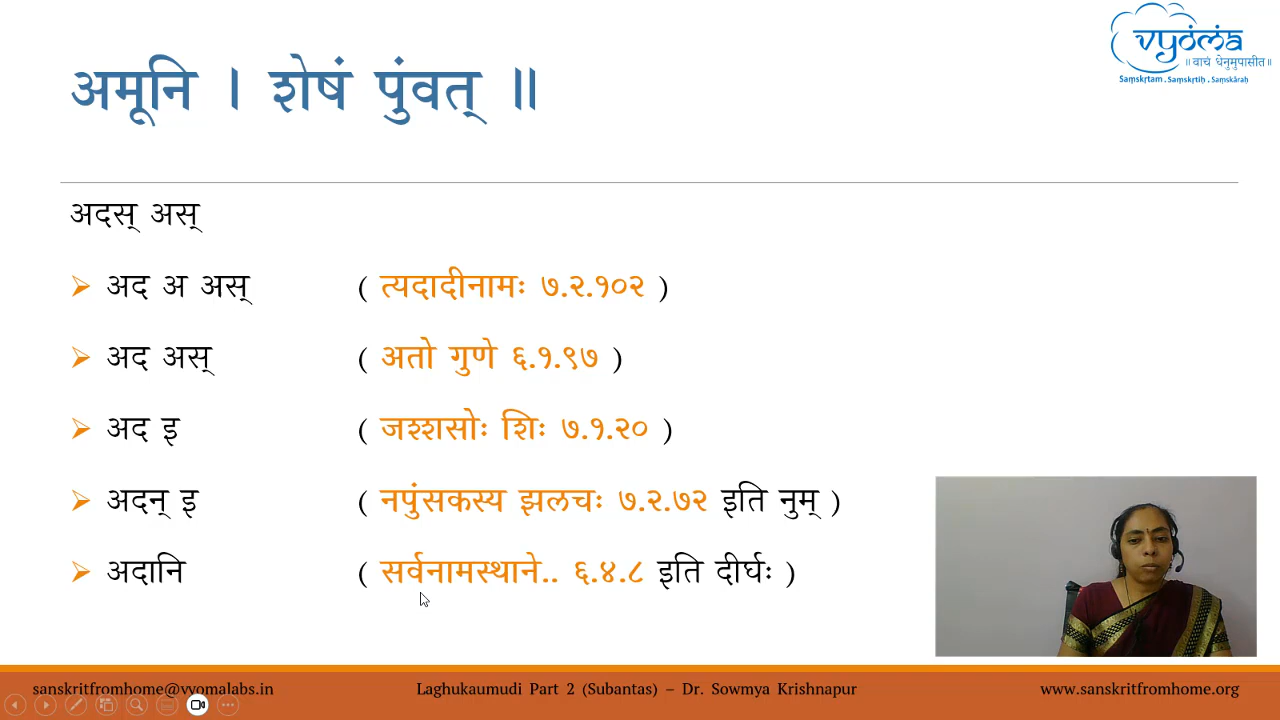 vyoma
॥ वाचं धेनुमुपासीत॥
Saṃskṛtam . Saṃskṛtiḥ . Saṃskārāḥ
अमूनि । शेषं पुंवत् ॥
अदस् अस्
अद अ अस् ( त्यदादीनामः ७.२.१०२ )
अद अस् ( अतो गुणे ६.१.९७ )
अद इ ( जश्शसोः शिः ७.१.२० )
अदन् इ ( नपुंसकस्य झलचः ७.२.७२ इति नुम् )
अदानि ( सर्वनामस्थाने.. ६.४.८ इति दीर्घः )
sanskritfromhome@vyomalabs.in Laghukaumudi Part 2 (Subantas) – Dr. Sowmya Krishnapur www.sanskritfromhome.org